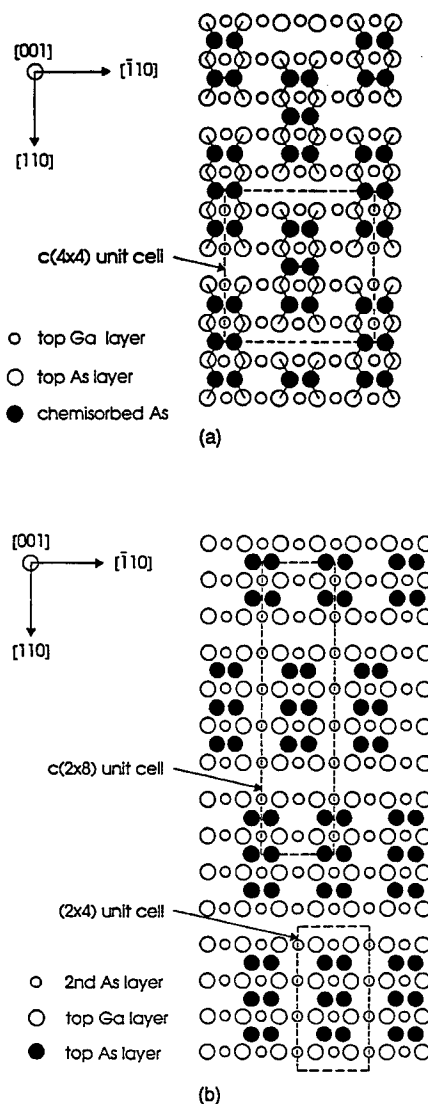 [001]
[1̄10]
[110]
c(4x4) unit cell
top Ga layer
top As layer
chemisorbed As
(a)
[001]
[1̄10]
[110]
c(2x8) unit cell
(2x4) unit cell
2nd As layer
top Ga layer
top As layer
(b)